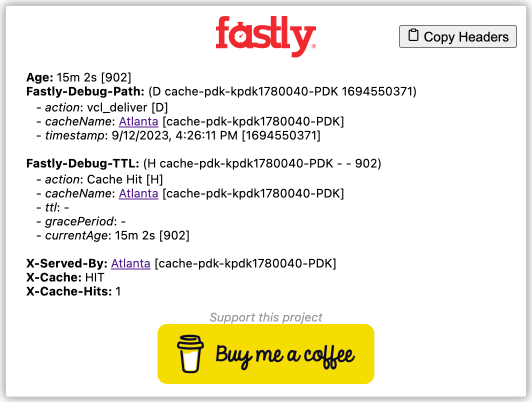 fastly
Copy Headers
Age: 15m 2s [902]
Fastly-Debug-Path: (D cache-pdk-kpdk1780040-PDK 1694550371)
- action: vcl_deliver [D]
- cacheName: Atlanta [cache-pdk-kpdk1780040-PDK]
- timestamp: 9/12/2023, 4:26:11 PM [1694550371]
Fastly-Debug-TTL: (H cache-pdk-kpdk1780040-PDK - - 902)
- action: Cache Hit [H]
- cacheName: Atlanta [cache-pdk-kpdk1780040-PDK]
- ttl: -
- gracePeriod: -
- currentAge: 15m 2s [902]
X-Served-By: Atlanta [cache-pdk-kpdk1780040-PDK]
X-Cache: HIT
X-Cache-Hits: 1
Support this project
Buy me a coffee